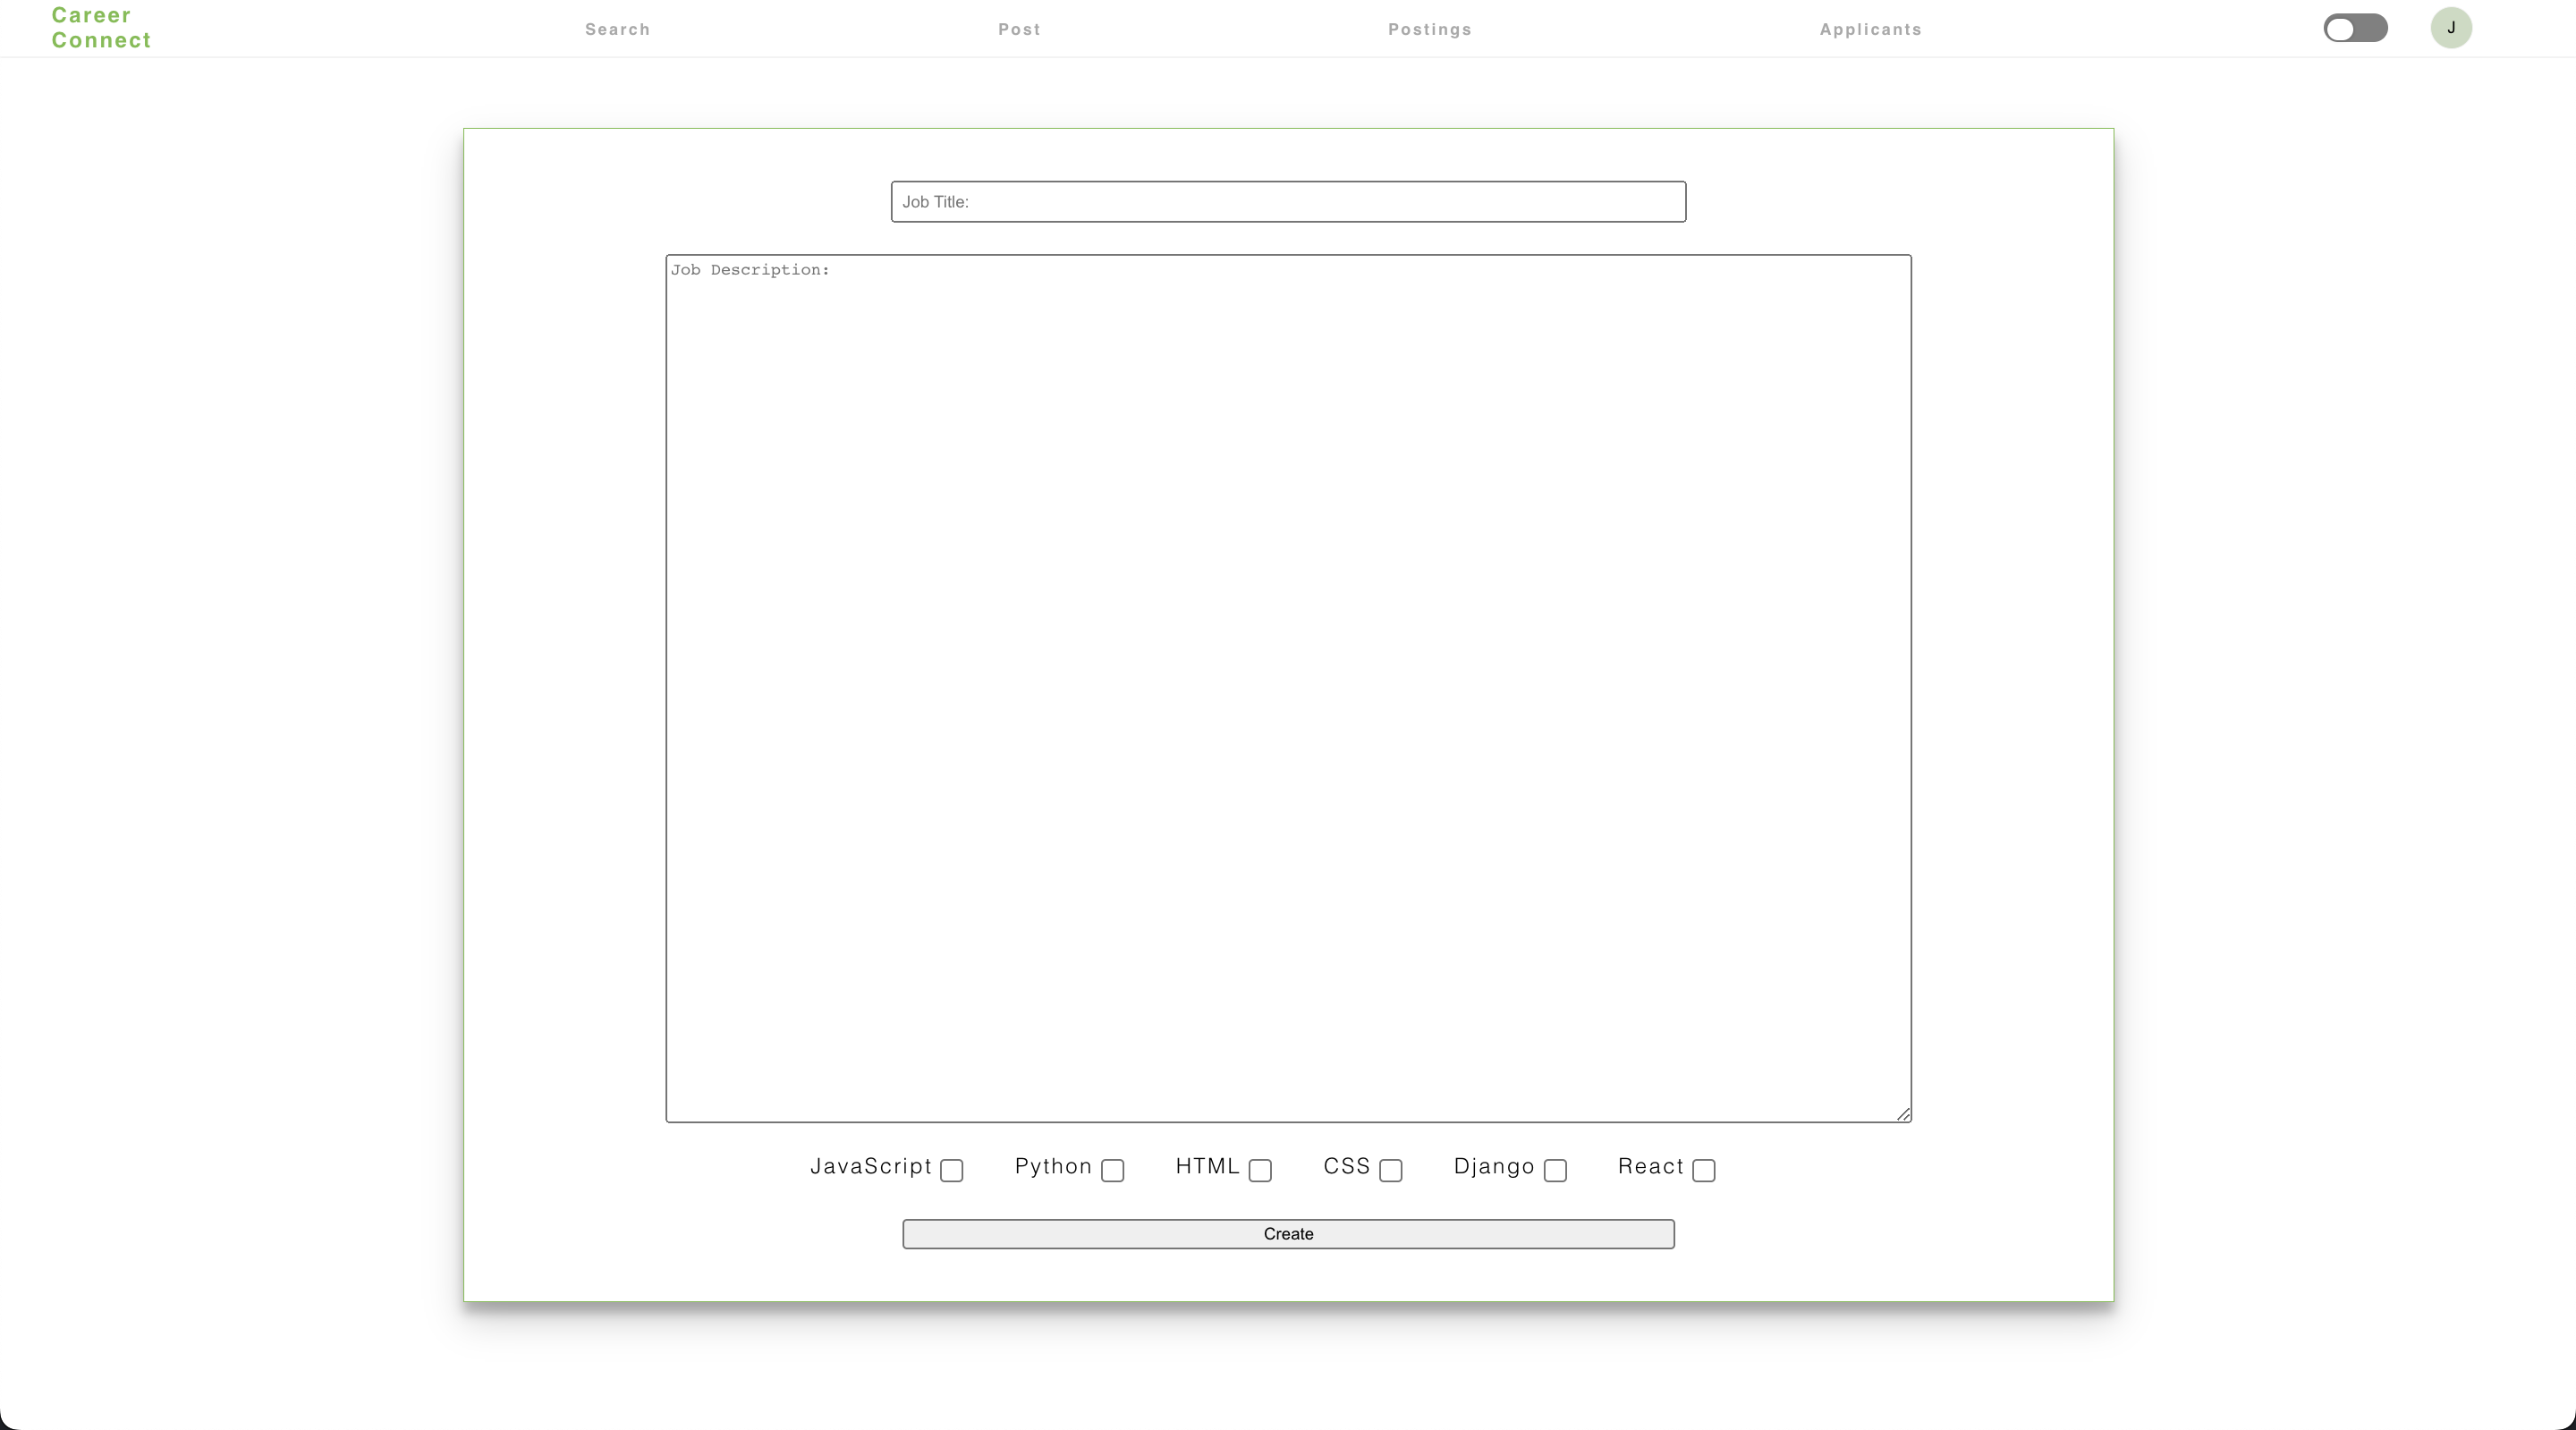 Career
Connect
Search Post Postings Applicants J
Job Title:
Job Description:
JavaScript Python HTML CSS Django React
Create